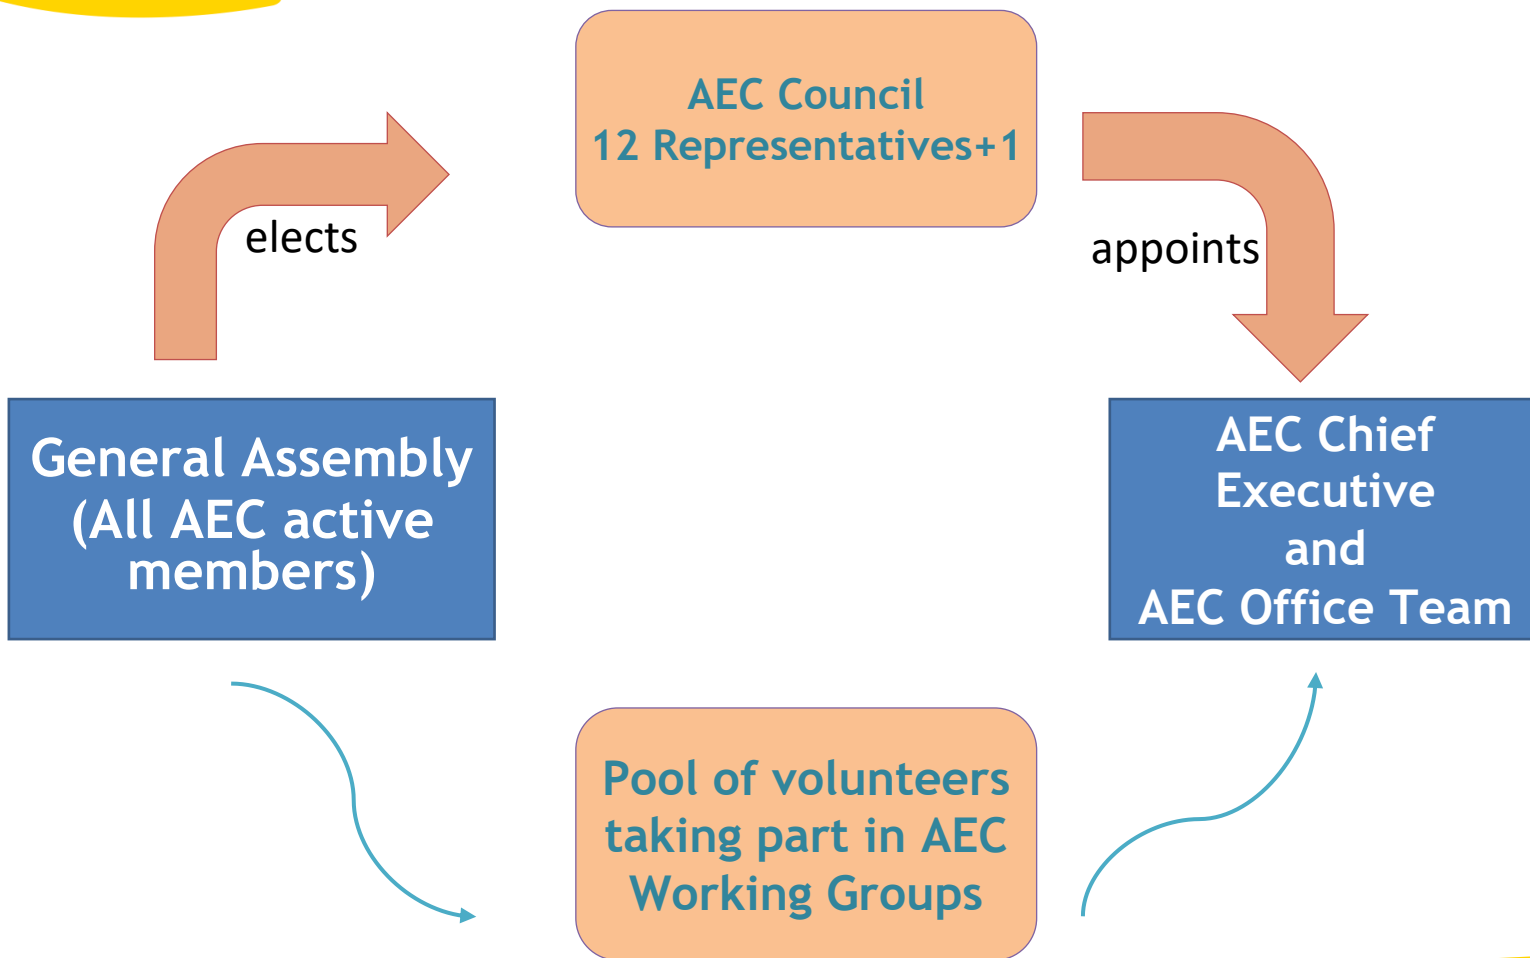 AEC Council
12 Representatives+1
elects
appoints
General Assembly
(All AEC active
members)
AEC Chief
Executive
and
AEC Office Team
Pool of volunteers
taking part in AEC
Working Groups